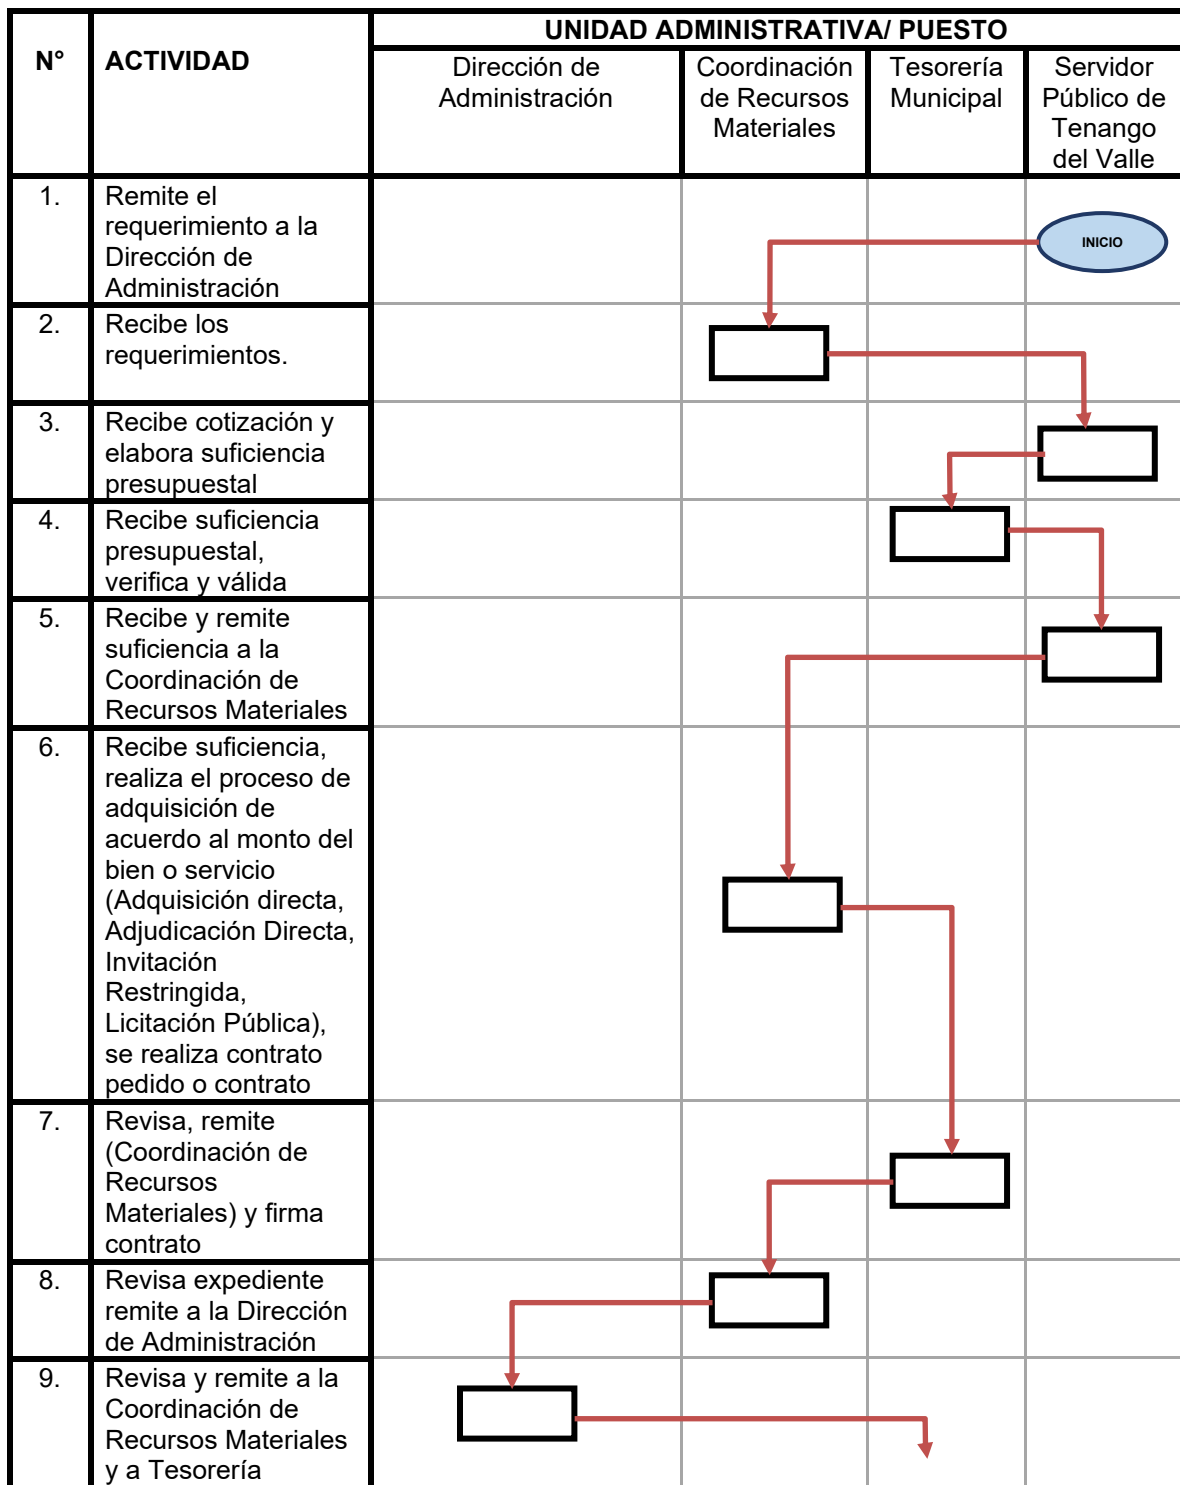 UNIDAD ADMINISTRATIVA/ PUESTO
N°
ACTIVIDAD
Dirección de
Administración
Coordinación
de Recursos
Materiales
Tesorería
Municipal
Servidor
Público de
Tenango
del Valle
1.
Remite el
requerimiento a la
Dirección de
Administración
INICIO
2.
Recibe los
requerimientos.
3.
Recibe cotización y
elabora suficiencia
presupuestal
4.
Recibe suficiencia
presupuestal,
verifica y válida
5.
Recibe y remite
suficiencia a la
Coordinación de
Recursos Materiales
6.
Recibe suficiencia,
realiza el proceso de
adquisición de
acuerdo al monto del
bien o servicio
(Adquisición directa,
Adjudicación Directa,
Invitación
Restringida,
Licitación Pública),
se realiza contrato
pedido o contrato
7.
Revisa, remite
(Coordinación de
Recursos
Materiales) y firma
contrato
8.
Revisa expediente
remite a la Dirección
de Administración
9.
Revisa y remite a la
Coordinación de
Recursos Materiales
y a Tesorería